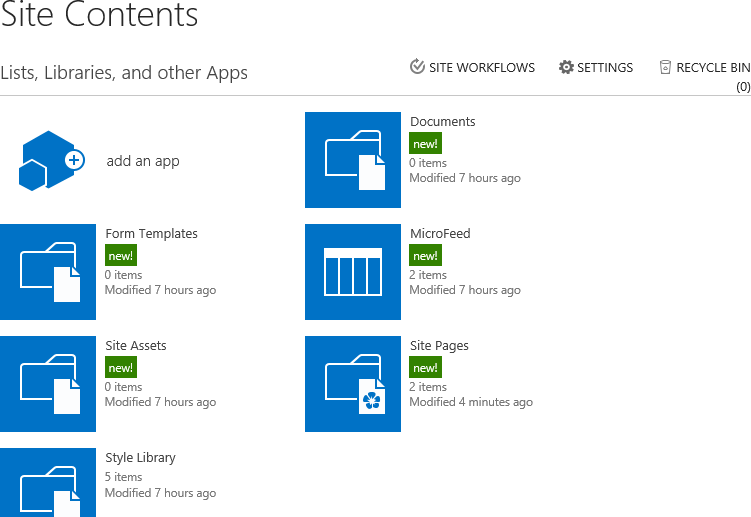 Site Contents
Lists, Libraries, and other Apps
SITE WORKFLOWS
SETTINGS
RECYCLE BIN
(0)
add an app
Documents
new!
0 items
Modified 7 hours ago
Form Templates
new!
0 items
Modified 7 hours ago
MicroFeed
new!
2 items
Modified 7 hours ago
Site Assets
new!
0 items
Modified 7 hours ago
Site Pages
new!
2 items
Modified 4 minutes ago
Style Library
5 items
Modified 7 hours ago